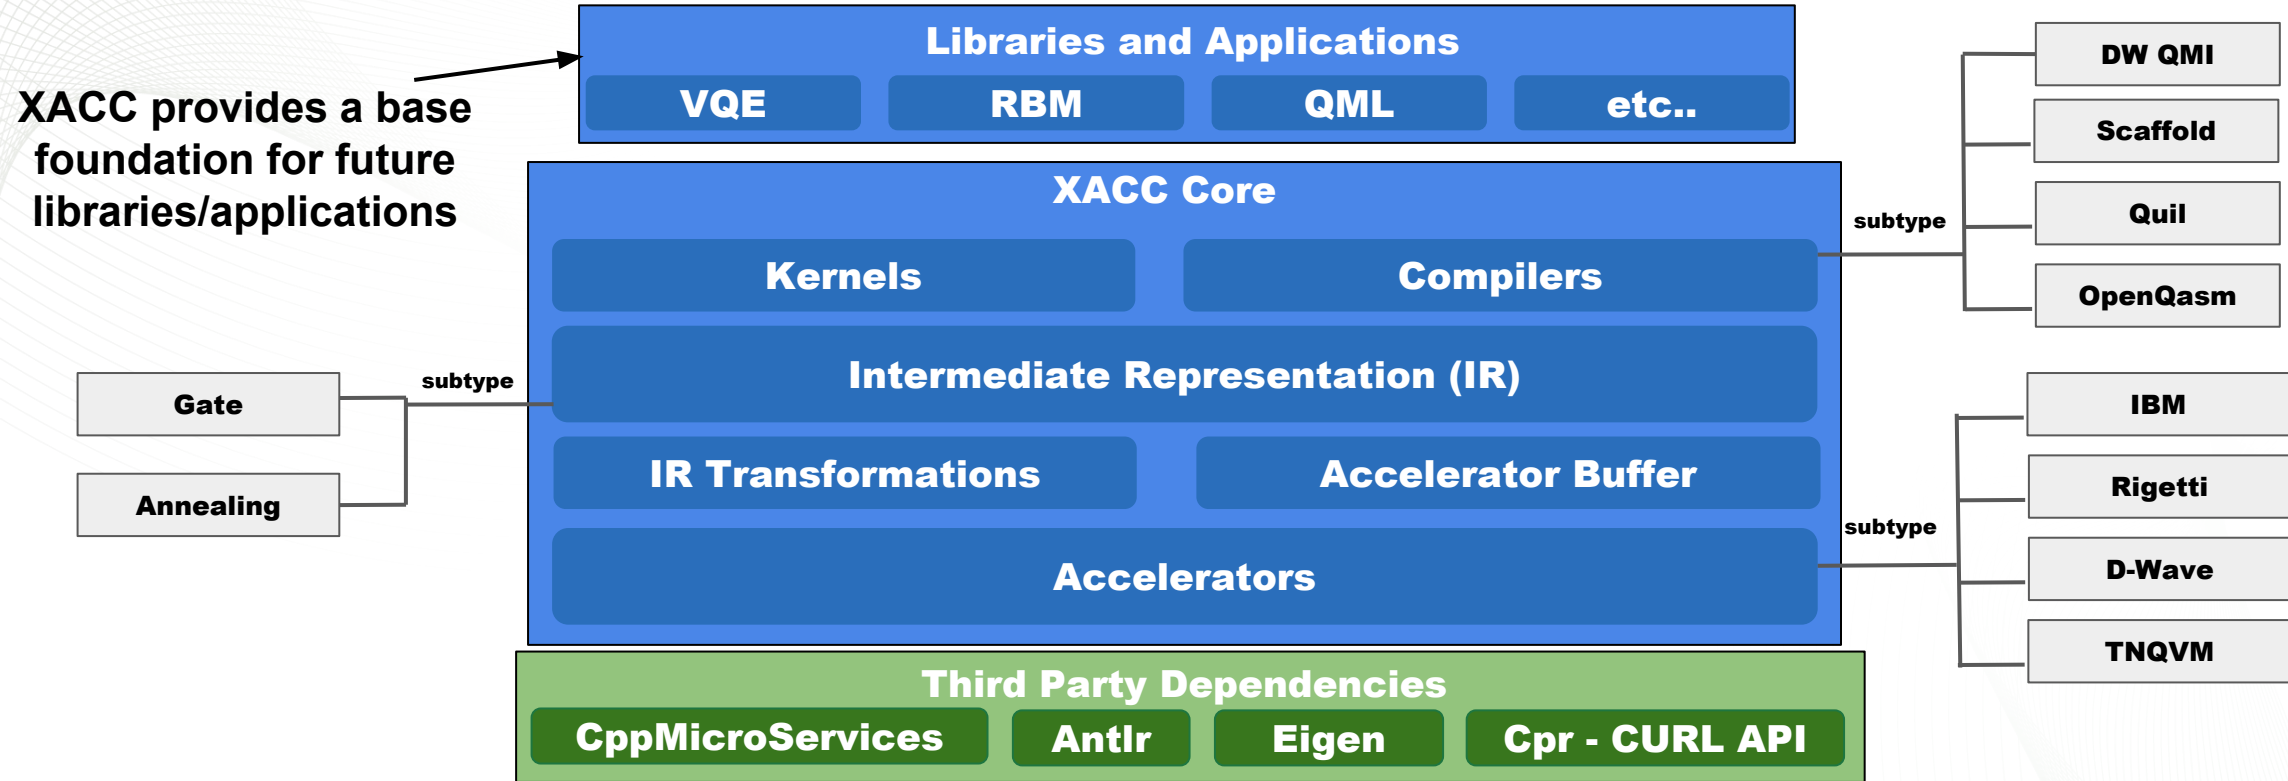 Libraries and Applications
VQE
RBM
QML
etc..
XACC provides a base
foundation for future
libraries/applications
XACC Core
Kernels
Compilers
Intermediate Representation (IR)
IR Transformations
Accelerator Buffer
Accelerators
subtype
DW QMI
Scaffold
Quil
OpenQasm
subtype
Gate
Annealing
subtype
IBM
Rigetti
D-Wave
TNQVM
Third Party Dependencies
CppMicroServices
Antlr
Eigen
Cpr - CURL API